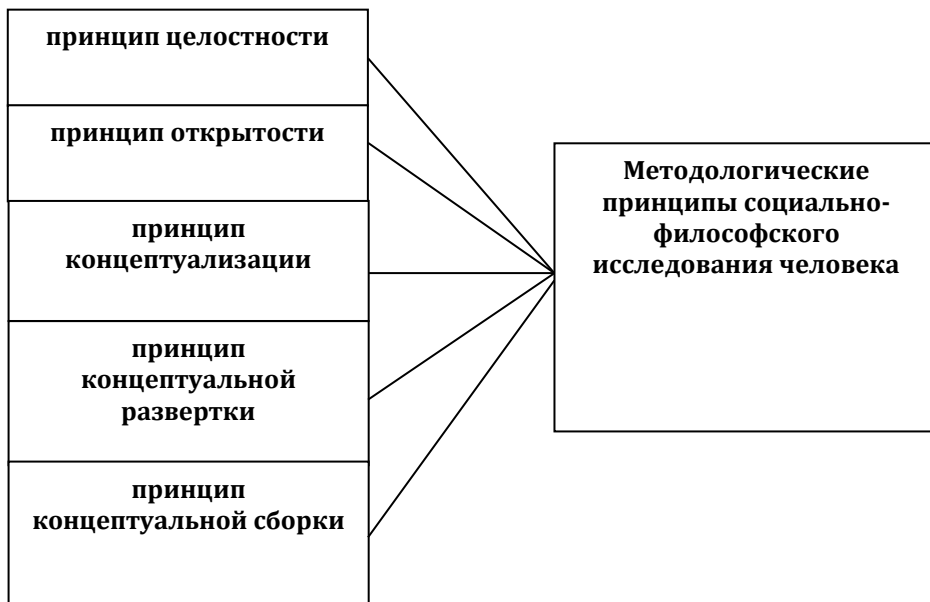 принцип целостности
принцип открытости
принцип
концептуализации
принцип
концептуальной
развертки
принцип
концептуальной сборки
Методологические
принципы социально-
философского
исследования человека